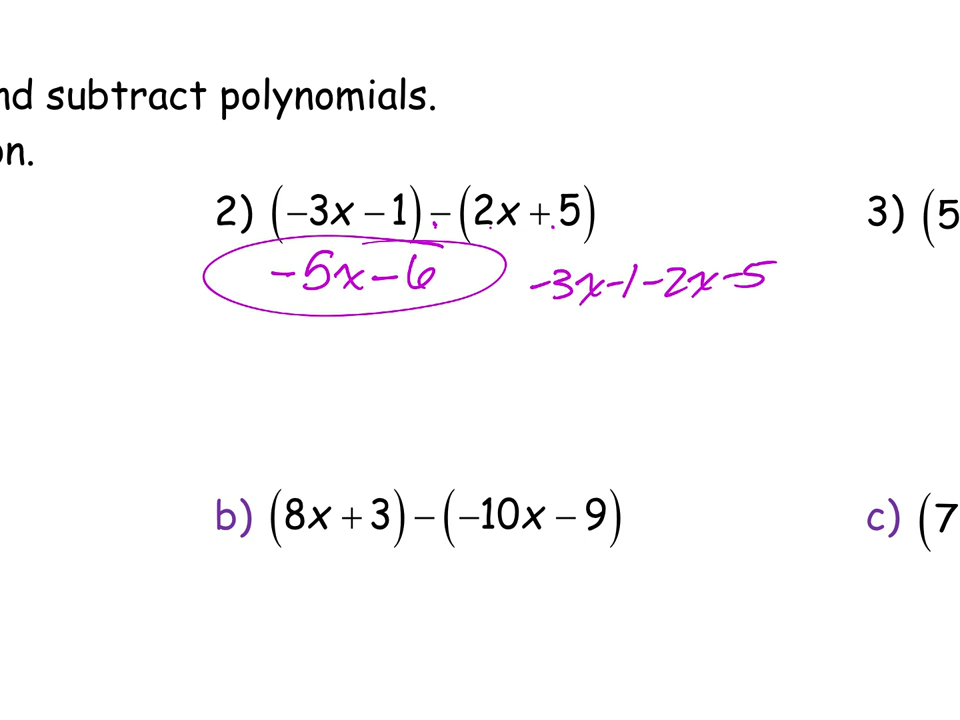 nd subtract polynomials.
on.
2) (−3x − 1) − (2x + 5)
3) (5
-5x-6
-3x-1-2x-5
b) (8x + 3) − (−10x − 9)
c) (7